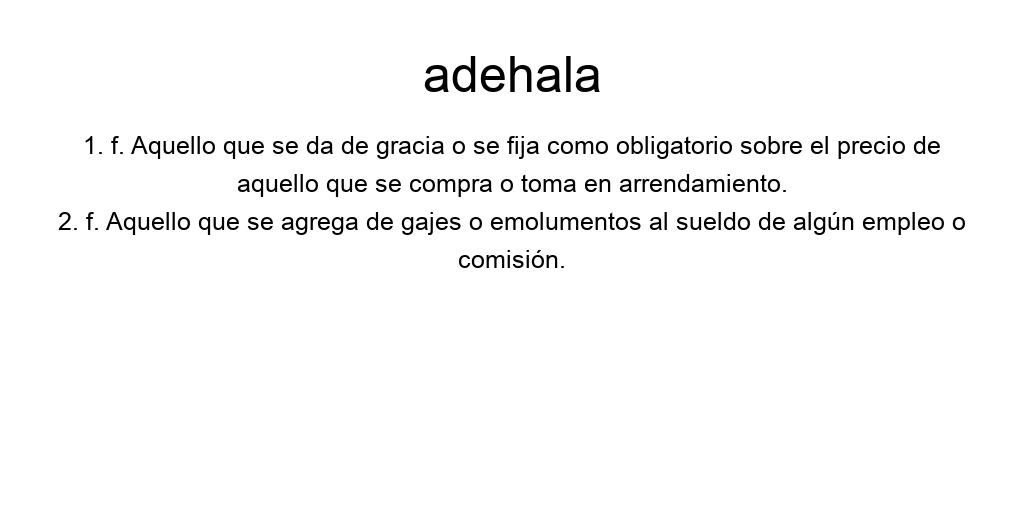 adehala
1. f. Aquello que se da de gracia o se fija como obligatorio sobre el precio de
aquello que se compra o toma en arrendamiento.
2. f. Aquello que se agrega de gajes o emolumentos al sueldo de algún empleo o
comisión.